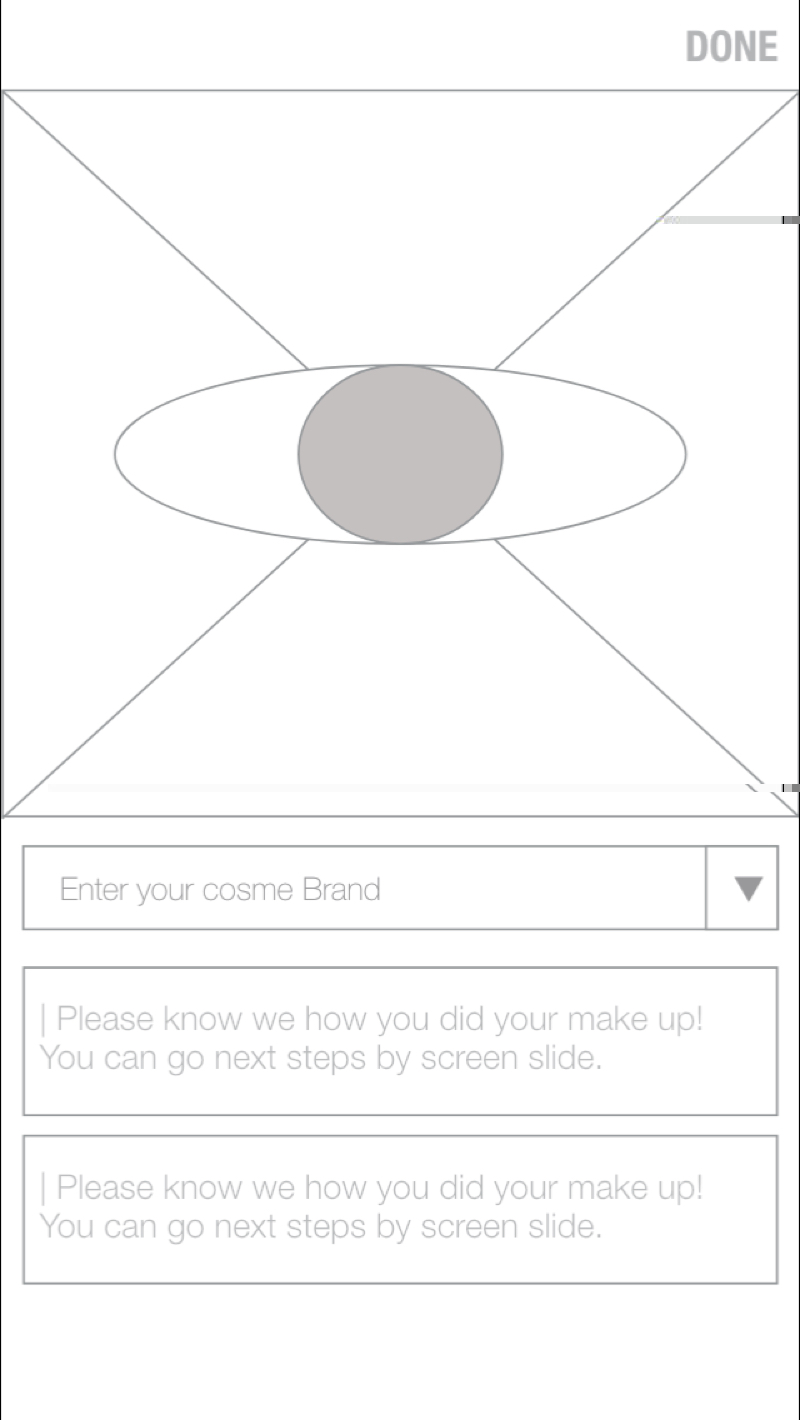 DONE
Enter your cosme Brand
| Please know we how you did your make up!
You can go next steps by screen slide.
| Please know we how you did your make up!
You can go next steps by screen slide.